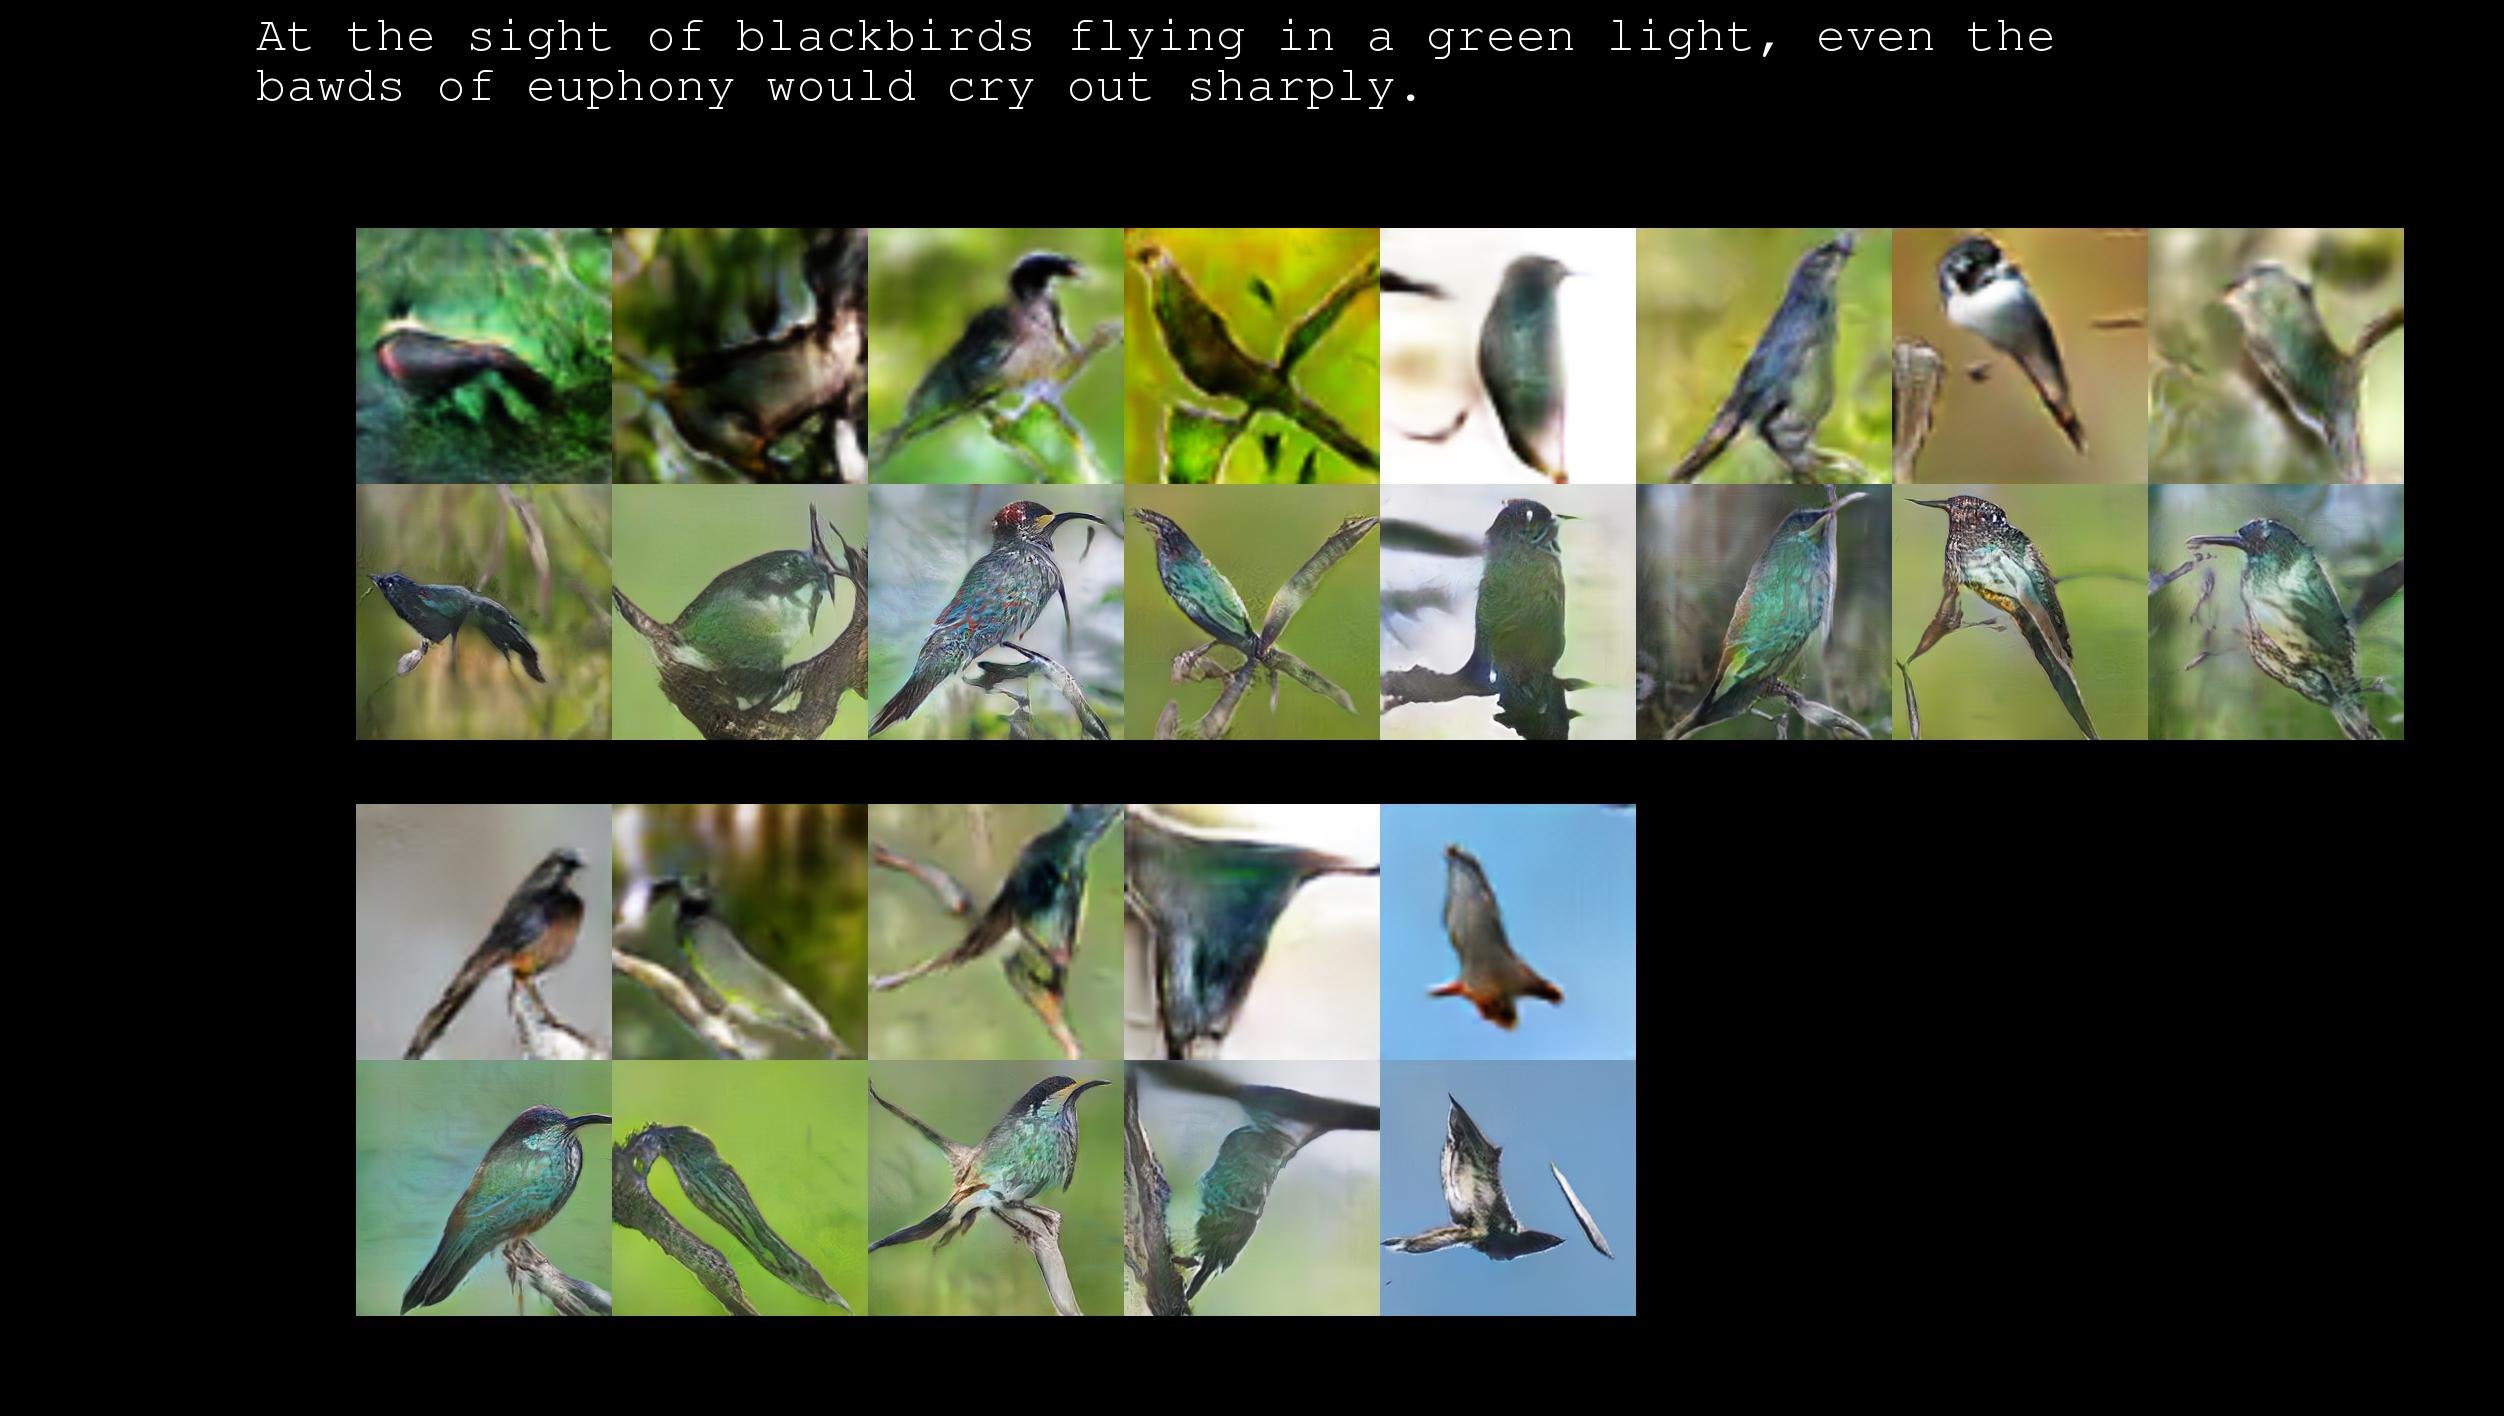 At the sight of blackbirds flying in a green light, even the
bawds of euphony would cry out sharply.